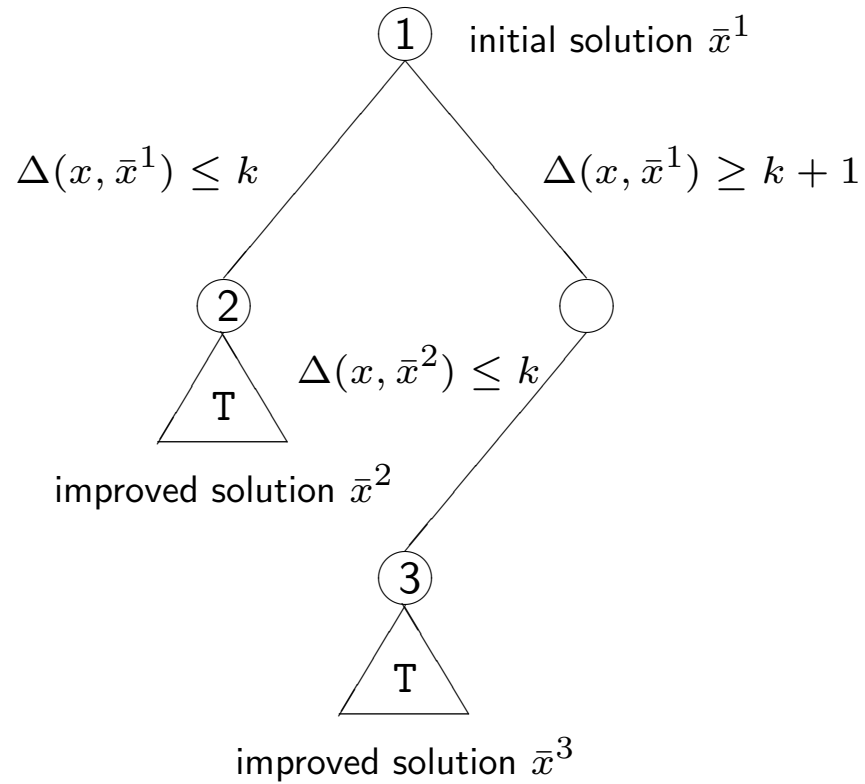 1 initial solution x̄¹
Δ(x, x̄¹) ≤ k
Δ(x, x̄¹) ≥ k + 1
2
Δ(x, x̄²) ≤ k
T
improved solution x̄²
3
T
improved solution x̄³